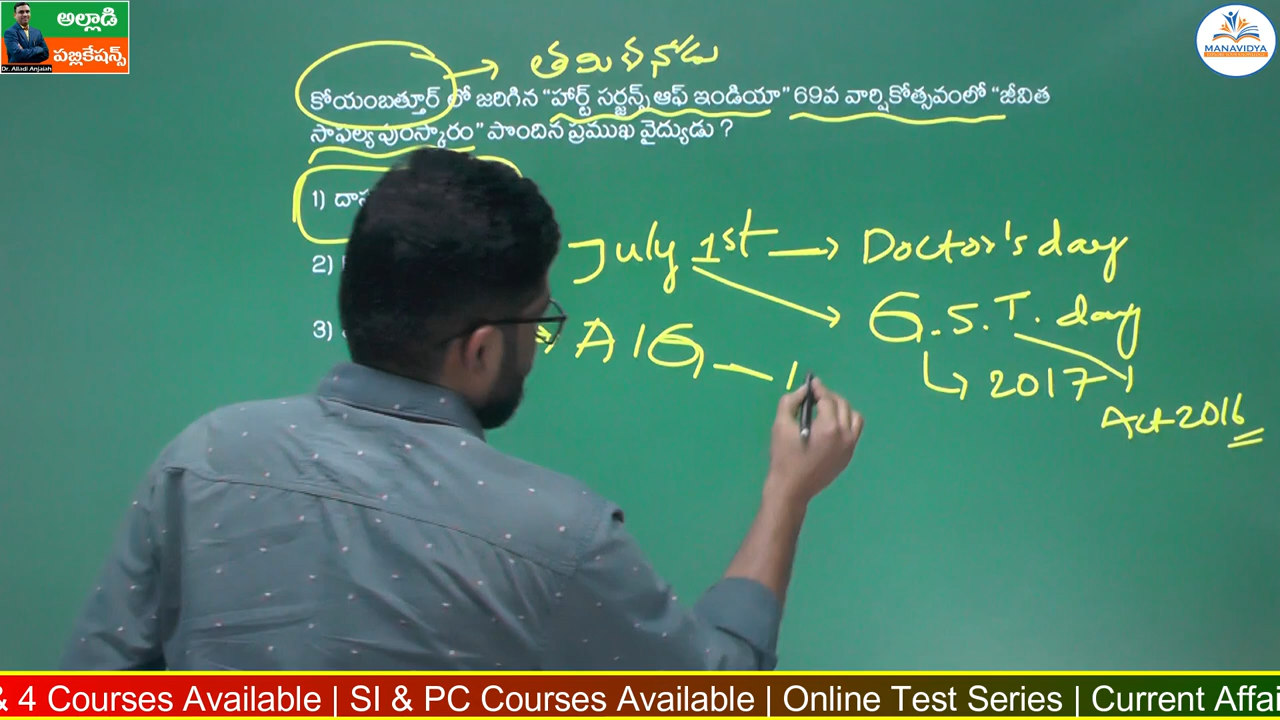 అల్లాడి
పబ్లికేషన్స్
Dr. Alladi Anjaiah
MANAVIDYA
తమిళనాడు
కోయంబత్తూర్ లో జరిగిన "హార్ట్ సర్జన్స్ ఆఫ్ ఇండియా" 69వ వార్షికోత్సవంలో "జీవిత
సాఫల్య పురస్కారం" పొందిన ప్రముఖ వైద్యుడు ?
1)
July 1st → Doctor's day
2)
G.S.T. day
3)
AIG - 1
→ 2017
Act 2016
& 4 Courses Available | SI & PC Courses Available | Online Test Series | Current Affai